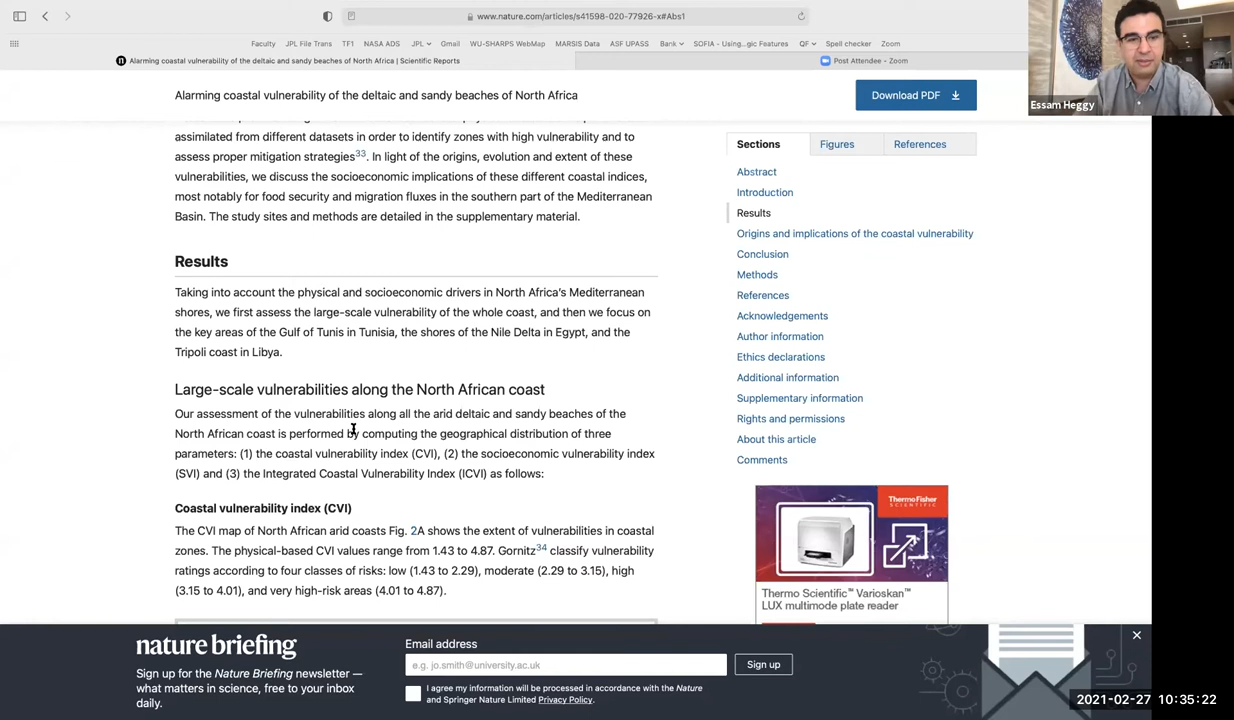 www.nature.com/articles/s41598-020-77926-x#Abs1
Faculty JPL File Trans TF1 NASA ADS JPL Gmail WU-SHARPS WebMap MARSIS Data ASF UPASS Bank SOFIA - Using...gic Features QF Spell checker Zoom
Alarming coastal vulnerability of the deltaic and sandy beaches of North Africa | Scientific Reports
Post Attendee - Zoom
Essam Heggy
Alarming coastal vulnerability of the deltaic and sandy beaches of North Africa
Download PDF
assimilated from different datasets in order to identify zones with high vulnerability and to
assess proper mitigation strategies33. In light of the origins, evolution and extent of these
vulnerabilities, we discuss the socioeconomic implications of these different coastal indices,
most notably for food security and migration fluxes in the southern part of the Mediterranean
Basin. The study sites and methods are detailed in the supplementary material.
Results
Taking into account the physical and socioeconomic drivers in North Africa's Mediterranean
shores, we first assess the large-scale vulnerability of the whole coast, and then we focus on
the key areas of the Gulf of Tunis in Tunisia, the shores of the Nile Delta in Egypt, and the
Tripoli coast in Libya.
Large-scale vulnerabilities along the North African coast
Our assessment of the vulnerabilities along all the arid deltaic and sandy beaches of the
North African coast is performed by computing the geographical distribution of three
parameters: (1) the coastal vulnerability index (CVI), (2) the socioeconomic vulnerability index
(SVI) and (3) the Integrated Coastal Vulnerability Index (ICVI) as follows:
Coastal vulnerability index (CVI)
The CVI map of North African arid coasts Fig. 2A shows the extent of vulnerabilities in coastal
zones. The physical-based CVI values range from 1.43 to 4.87. Gornitz34 classify vulnerability
ratings according to four classes of risks: low (1.43 to 2.29), moderate (2.29 to 3.15), high
(3.15 to 4.01), and very high-risk areas (4.01 to 4.87).
Sections Figures References
Abstract
Introduction
Results
Origins and implications of the coastal vulnerability
Conclusion
Methods
References
Acknowledgements
Author information
Ethics declarations
Additional information
Supplementary information
Rights and permissions
About this article
Comments
ThermoFisher
SCIENTIFIC
Thermo Scientific™ Varioskan™
LUX multimode plate reader
nature briefing
Sign up for the Nature Briefing newsletter —
what matters in science, free to your inbox
daily.
Email address
e.g. jo.smith@university.ac.uk
Sign up
I agree my information will be processed in accordance with the Nature
and Springer Nature Limited Privacy Policy.
2021-02-27 10:35:22